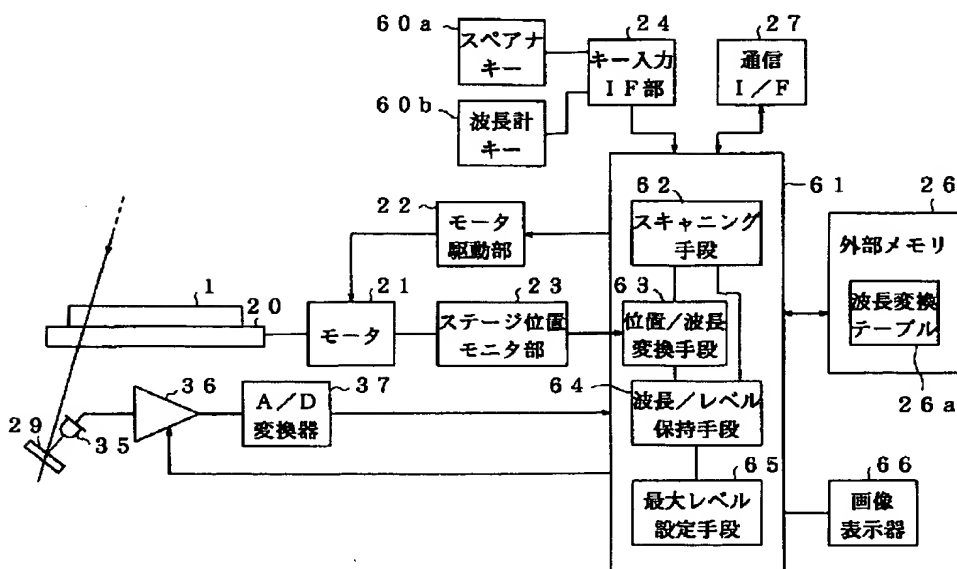 60a
スペアナ
キー
24
キー入力
IF部
27
通信
I/F
60b
波長計
キー
61
62
スキャニング
手段
26
外部メモリ
波長変換
テーブル
26a
22
モータ
駆動部
1
20
21
モータ
23
ステージ位置
モニタ部
63
位置/波長
変換手段
64
波長/レベル
保持手段
29
35
36
37
A/D
変換器
65
最大レベル
設定手段
66
画像
表示器